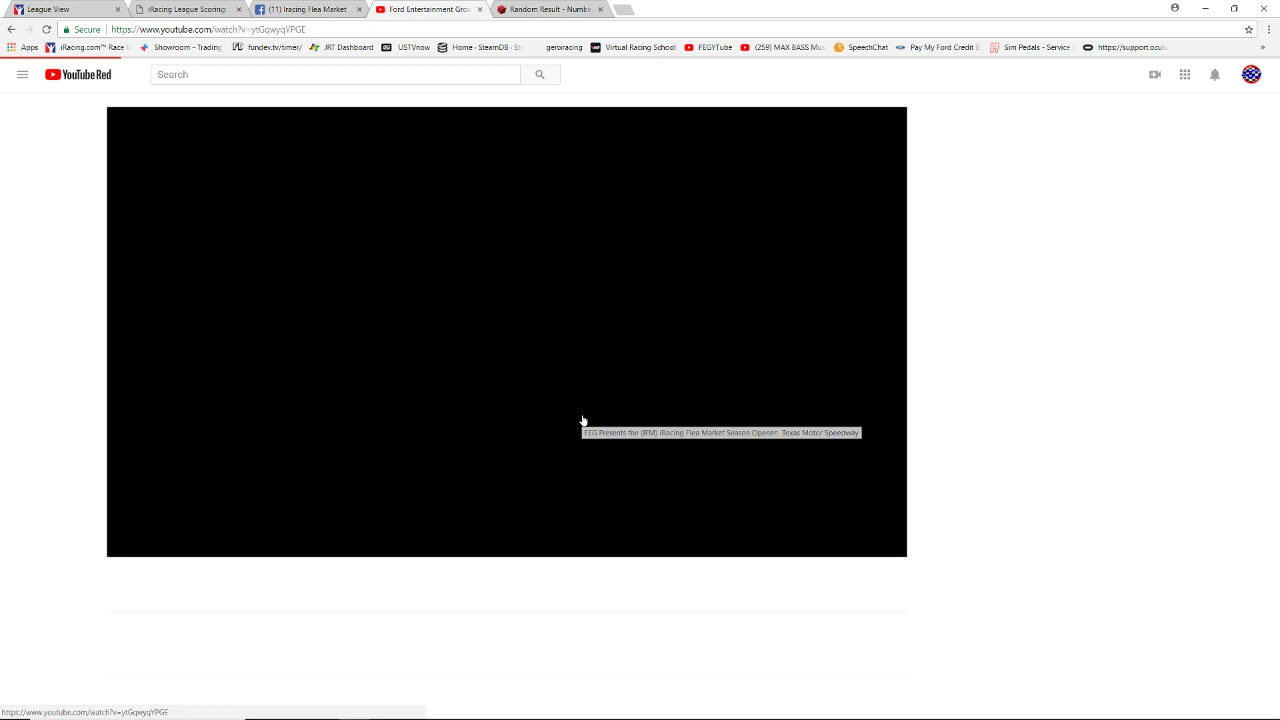 League View
iRacing League Scoring:
(11) Iracing Flea Market
Ford Entertainment Grou
Random Result - Numbe
Secure
https://www.youtube.com/watch?v=ytGqwyqYPGE
Apps
iRacing.com™ Race C
Showroom - Trading
fundev.tv/timer/
JRT Dashboard
USTVnow
Home · SteamDB · Ste
genxracing
Virtual Racing School
FEGYTube
(259) MAX BASS Mus
SpeechChat
Pay My Ford Credit B
Sim Pedals - Service
https://support.oculu
»
YouTube Red
Search
FEG Presents the (IFM) iRacing Flea Market Season Opener: Texas Motor Speedway
https://www.youtube.com/watch?v=ytGqwyqYPGE